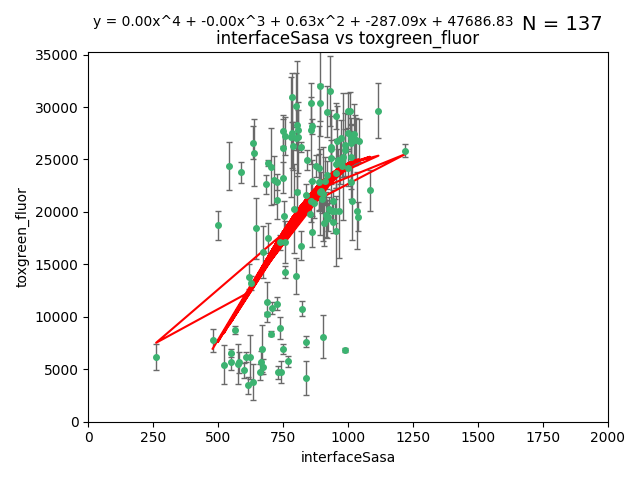 y = 0.00x^4 + -0.00x^3 + 0.63x^2 + -287.09x + 47686.83 N = 137
interfaceSasa vs toxgreen_fluor
35000
30000
25000
20000
15000
10000
5000
0
toxgreen_fluor
0 250 500 750 1000 1250 1500 1750 2000
interfaceSasa